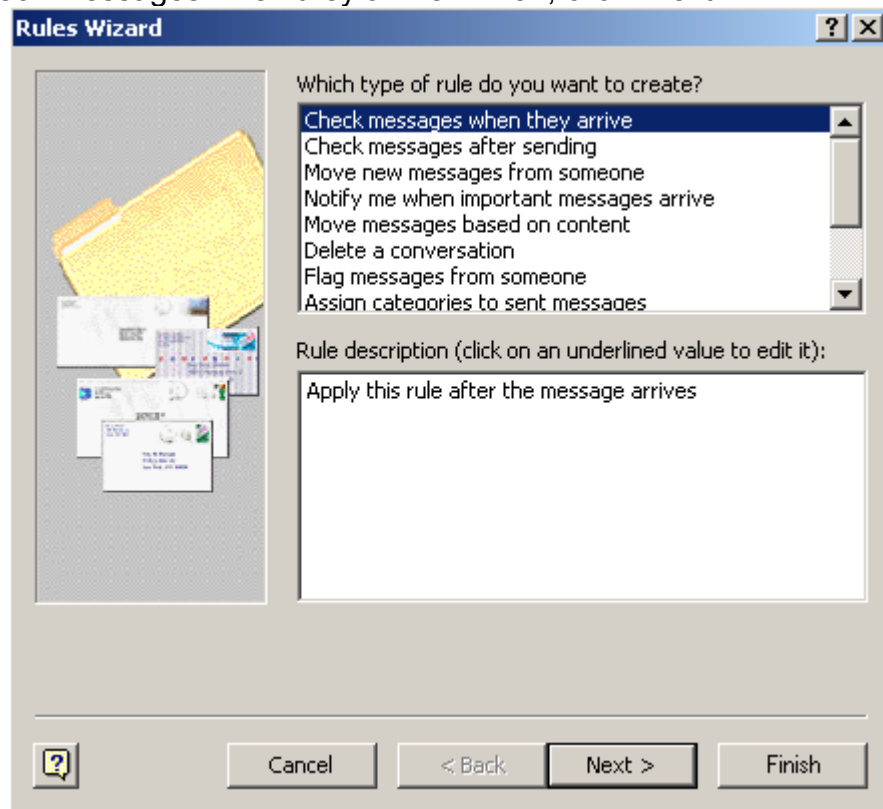 messages when they
Rules Wizard
Which type of rule do you want to create?
Check messages when they arrive
Check messages after sending
Move new messages from someone
Notify me when important messages arrive
Move messages based on content
Delete a conversation
Flag messages from someone
Assign categories to sent messages
Rule description (click on an underlined value to edit it):
Apply this rule after the message arrives
Cancel < Back Next > Finish